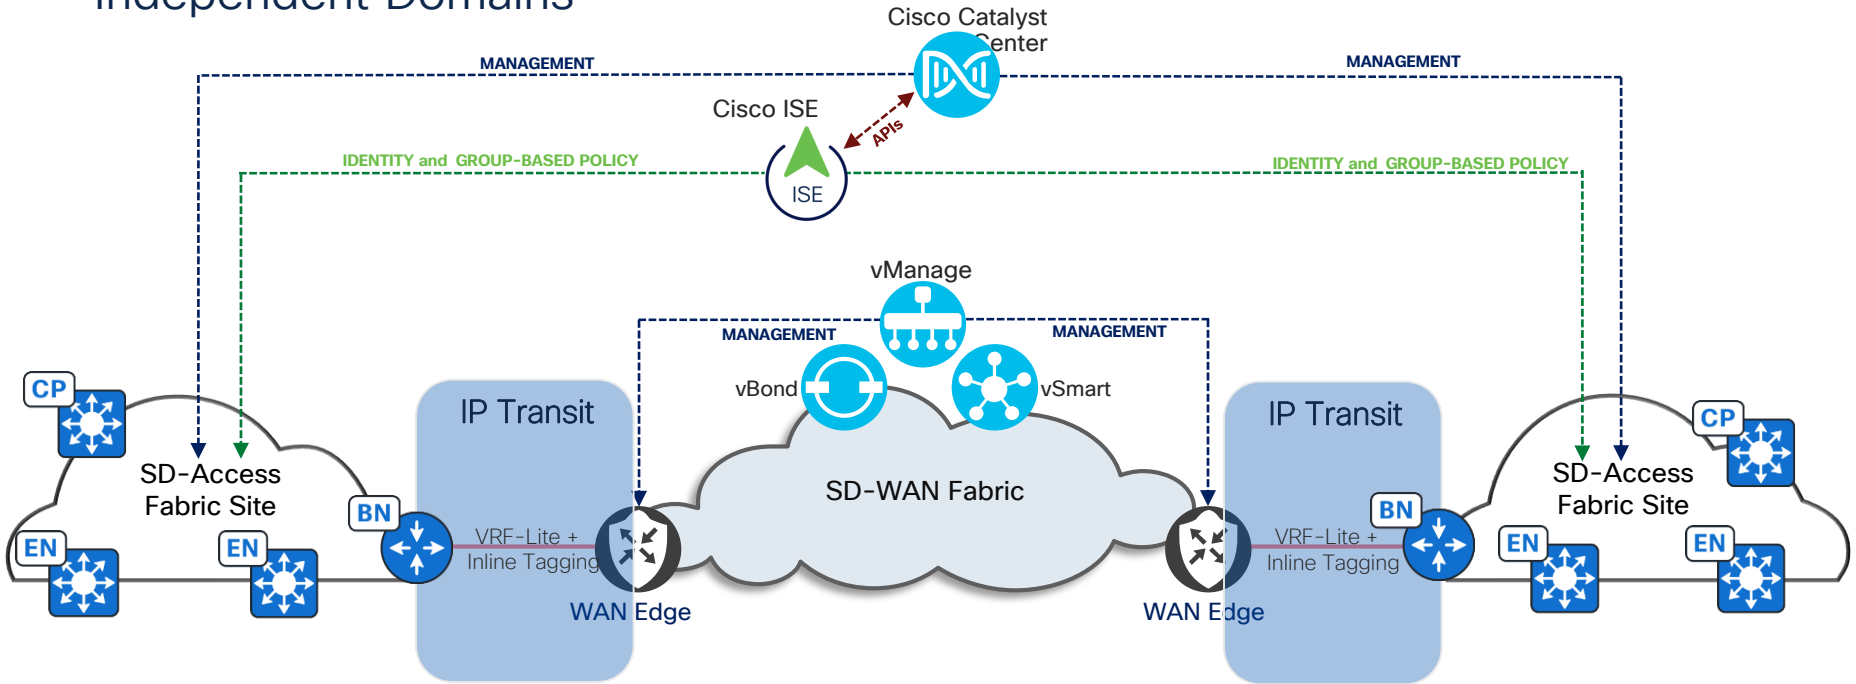 Independent Domains
Cisco Catalyst
Center
MANAGEMENT
MANAGEMENT
Cisco ISE
APIs
IDENTITY and GROUP-BASED POLICY
IDENTITY and GROUP-BASED POLICY
ISE
vManage
MANAGEMENT
MANAGEMENT
vBond
vSmart
CP
IP Transit
IP Transit
CP
SD-Access
Fabric Site
SD-WAN Fabric
SD-Access
Fabric Site
BN
BN
EN
EN
VRF-Lite +
Inline Tagging
VRF-Lite +
Inline Tagging
EN
EN
WAN Edge
WAN Edge